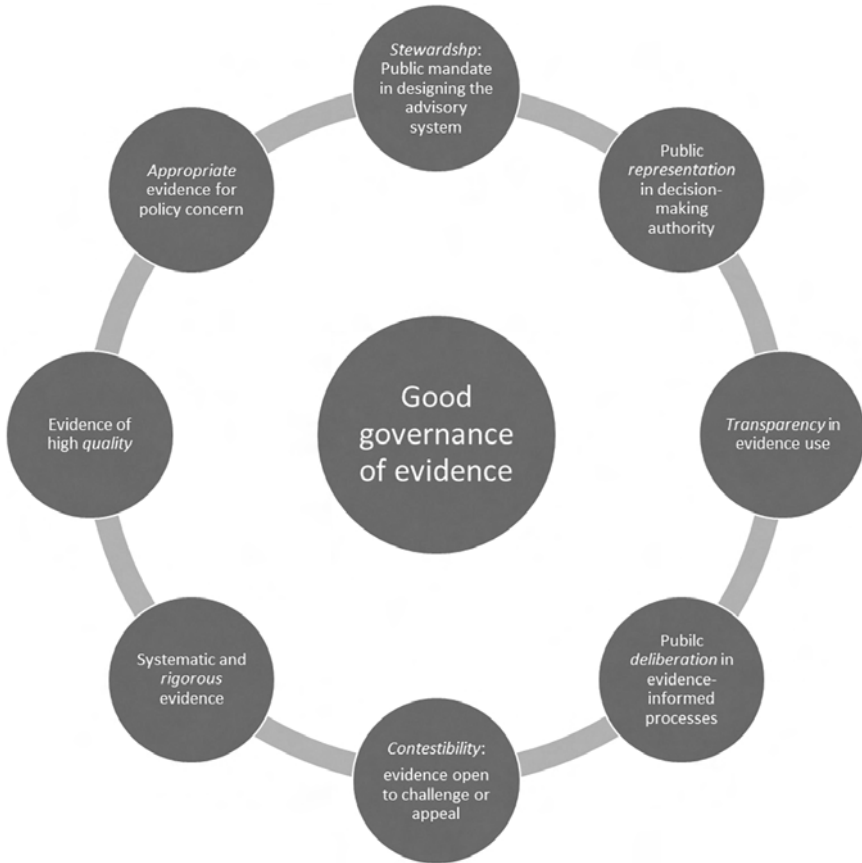 Stewardshp:
Public mandate
in designing the
advisory
system
Public
representation
in decision-
making
authority
Transparency in
evidence use
Pubilc
deliberation in
evidence-
informed
processes
Contestibility:
evidence open
to challenge or
appeal
Systematic and
rigorous
evidence
Evidence of
high quality
Appropriate
evidence for
policy concern
Good
governance
of evidence